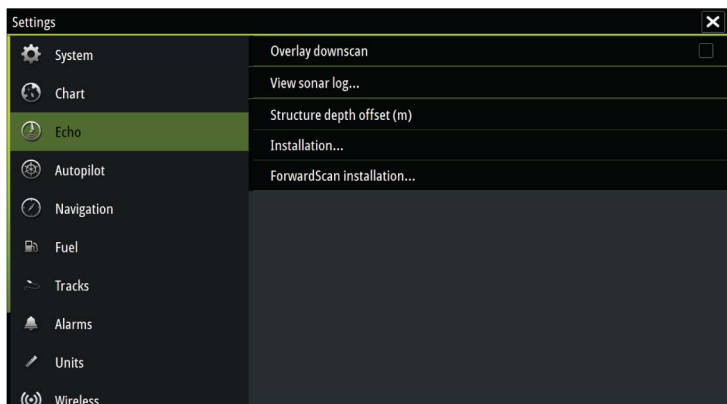 Settings
System
Chart
Echo
Autopilot
Navigation
Fuel
Tracks
Alarms
Units
Wireless
Overlay downscan
View sonar log...
Structure depth offset (m)
Installation...
ForwardScan installation...